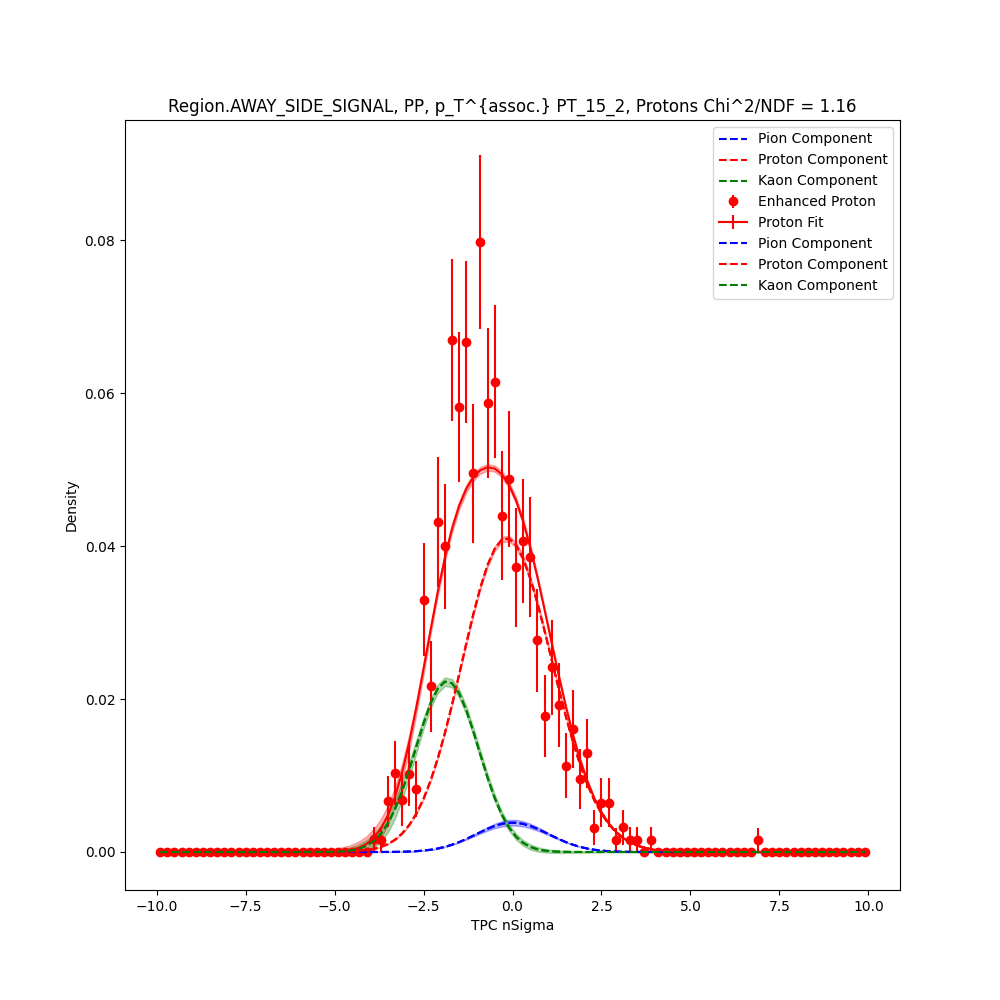 Region.AWAY_SIDE_SIGNAL, PP, p_T^{assoc.} PT_15_2, Protons Chi^2/NDF = 1.16
Pion Component
Proton Component
Kaon Component
Enhanced Proton
Proton Fit
Pion Component
Proton Component
Kaon Component
0.08
0.06
0.04
0.02
0.00
Density
−10.0 −7.5 −5.0 −2.5 0.0 2.5 5.0 7.5 10.0
TPC nSigma